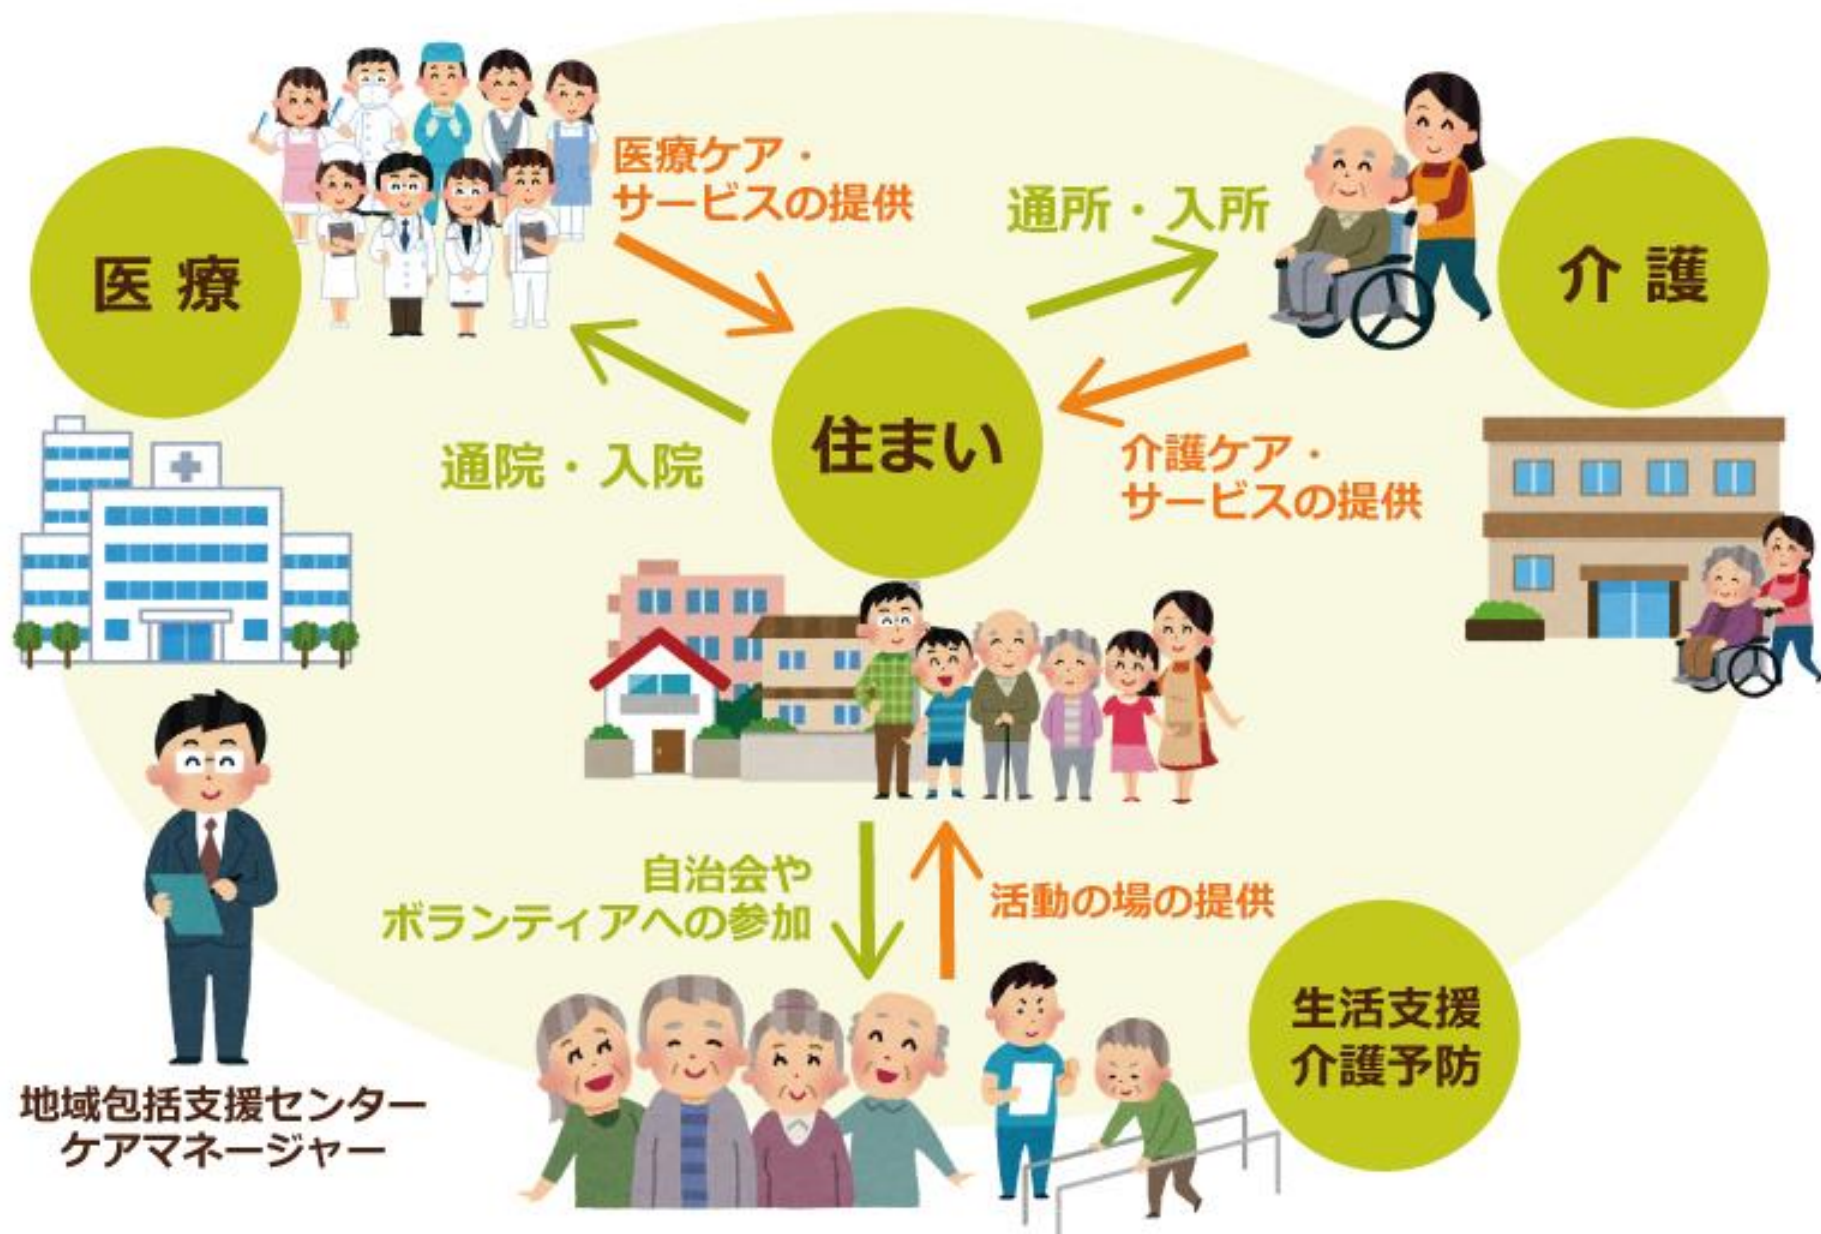 医療
医療ケア・
サービスの提供
通所・入所
介護
通院・入院
住まい
介護ケア・
サービスの提供
自治会や
ボランティアへの参加
活動の場の提供
生活支援
介護予防
地域包括支援センター
ケアマネージャー